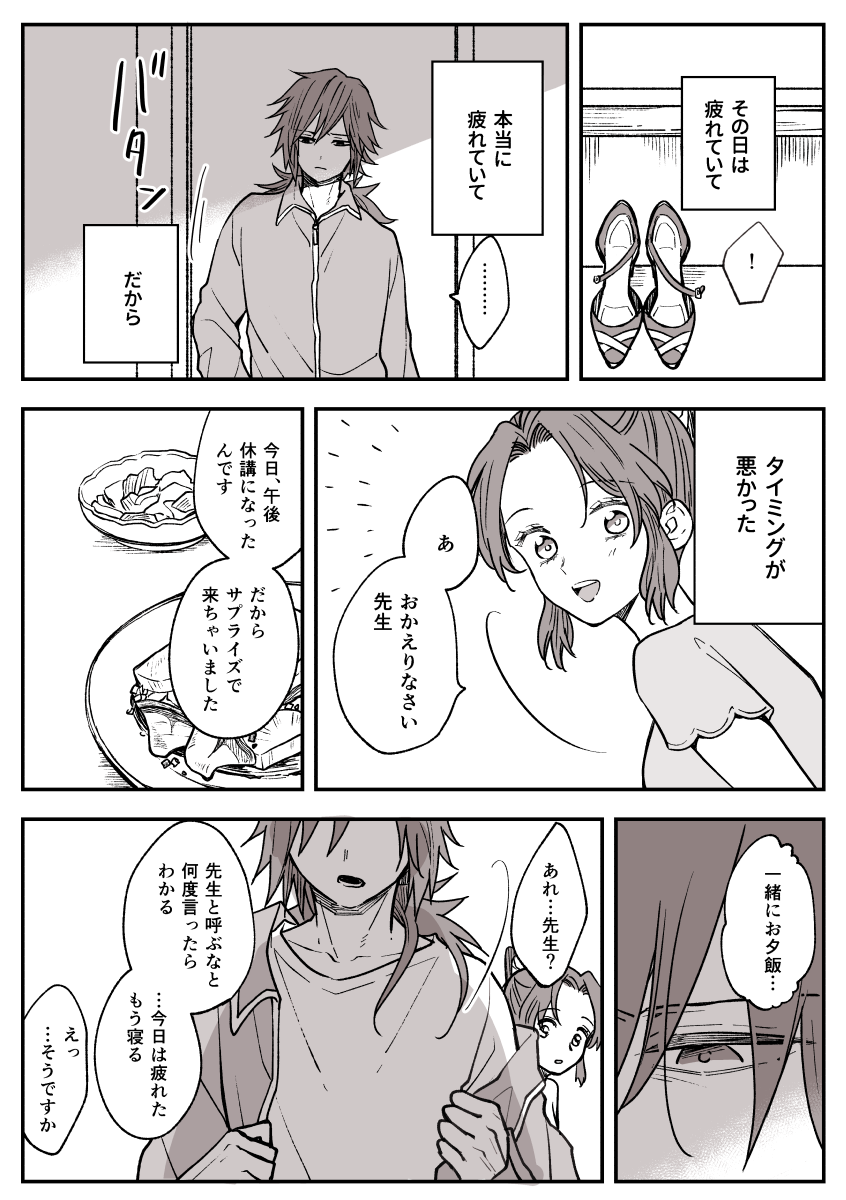 その日は
疲れていて
！
本当に
疲れていて
………
バタン
だから
タイミングが
悪かった
あ
おかえりなさい
先生
今日、午後
休講になった
んです
だから
サプライズで
来ちゃいました
一緒にお夕飯…
あれ…先生？
先生と呼ぶなと
何度言ったら
わかる
…今日は疲れた
もう寝る
えっ
…そうですか